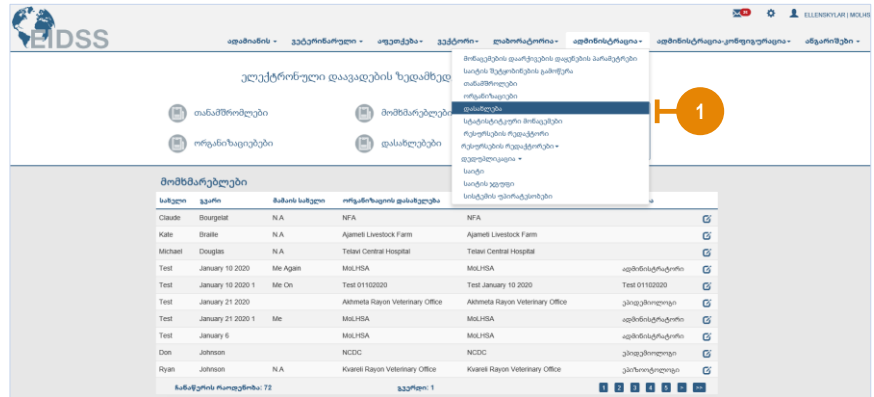 EIDSS
ELLENSKYLAR | MOLHS
ადამიანის - ვეტერინარული - აფეთქება- ვექტორი- ლაბორატორია- ადმინისტრაცია- ადმინისტრაცია-კონფიგურაცია- ანგარიშები -
ელექტრონული დაავადების ზედამხედ
თანამშრომლები
მომხმარებლები
ორგანიზაციები
დასახლებები
მონაცემების დაარქივების დაყენების პარამეტრები
საიტის შეტყობინების გამოწერა
თანამშრომლები
ორგანიზაციები
დასახლება
სტატისტიკური მონაცემები
რესურსების რედაქტორი
რესურსების რედაქტორები
დედუპლიკაცია
საიტი
საიტის ჯგუფი
სისტემის უპირატესობები
1
მომხმარებლები
სახელი გვარი მამის სახელი ორგანიზაციის დასახელება
Claude Bourgelat N.A NFA NFA
Kate Braille N.A Ajameti Livestock Farm Ajameti Livestock Farm
Michael Douglas N.A Telavi Central Hospital Telavi Central Hospital
Test January 10 2020 Me Again MoLHSA MoLHSA ადმინისტრატორი
Test January 10 2020 1 Me On Test 01102020 Test January 10 2020 Test 01102020
Test January 21 2020 Akhmeta Rayon Veterinary Office Akhmeta Rayon Veterinary Office ეპიდემიოლოგი
Test January 21 2020 1 Me MoLHSA MoLHSA ადმინისტრატორი
Test January 6 MoLHSA MoLHSA ადმინისტრატორი
Don Johnson NCDC NCDC ეპიდემიოლოგი
Ryan Johnson N.A Kvareli Rayon Veterinary Office Kvareli Rayon Veterinary Office ეპიზოოტოლოგი
ჩანაწერის რაოდენობა: 72 გვერდი: 1 1 2 3 4 5 > >>